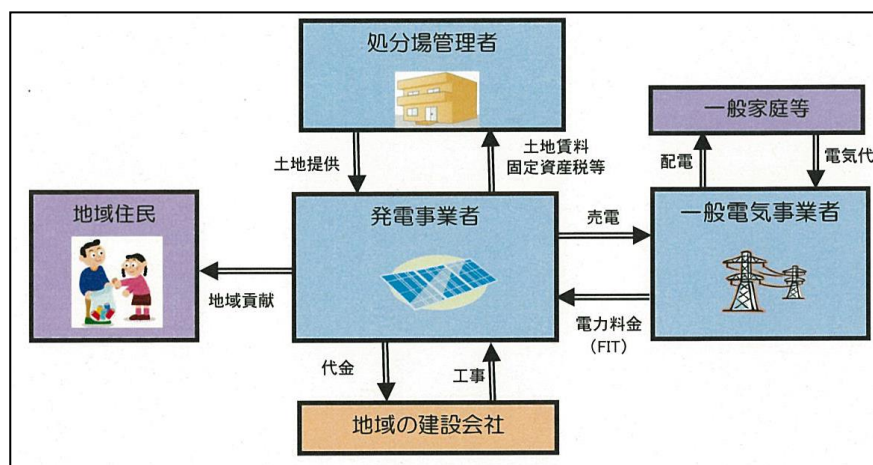 処分場管理者
一般家庭等
土地提供
土地賃料
固定資産税等
配電
電気代
地域住民
発電事業者
一般電気事業者
売電
地域貢献
電力料金
（FIT）
代金
工事
地域の建設会社